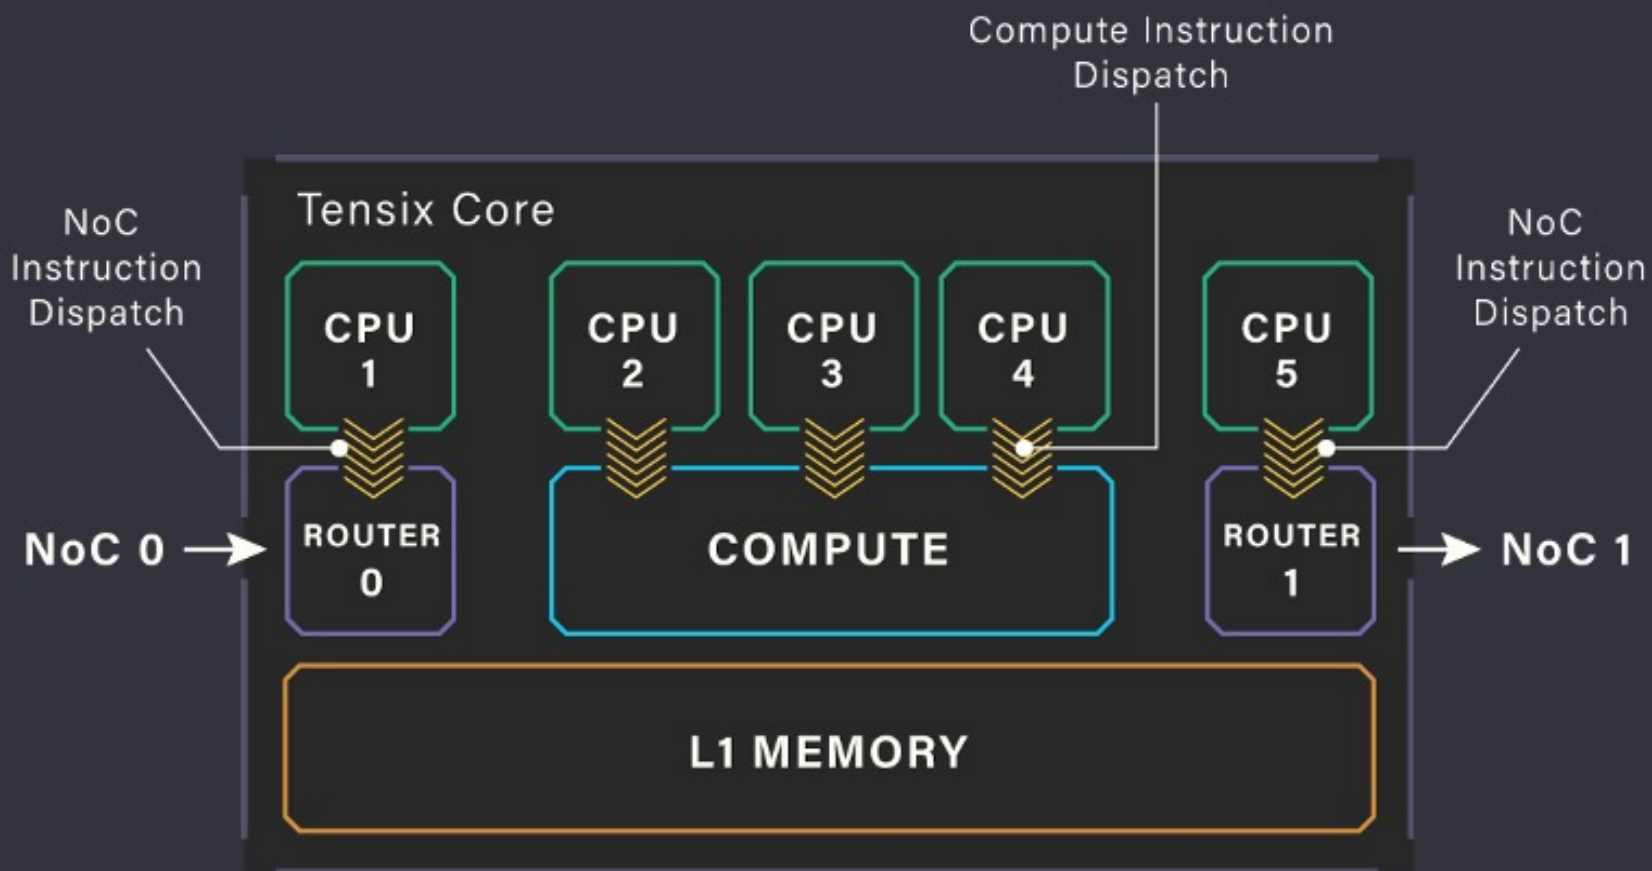 Compute Instruction
Dispatch
Tensix Core
NoC
Instruction
Dispatch
NoC
Instruction
Dispatch
CPU
1
CPU
2
CPU
3
CPU
4
CPU
5
NoC 0
ROUTER
0
COMPUTE
ROUTER
1
NoC 1
L1 MEMORY